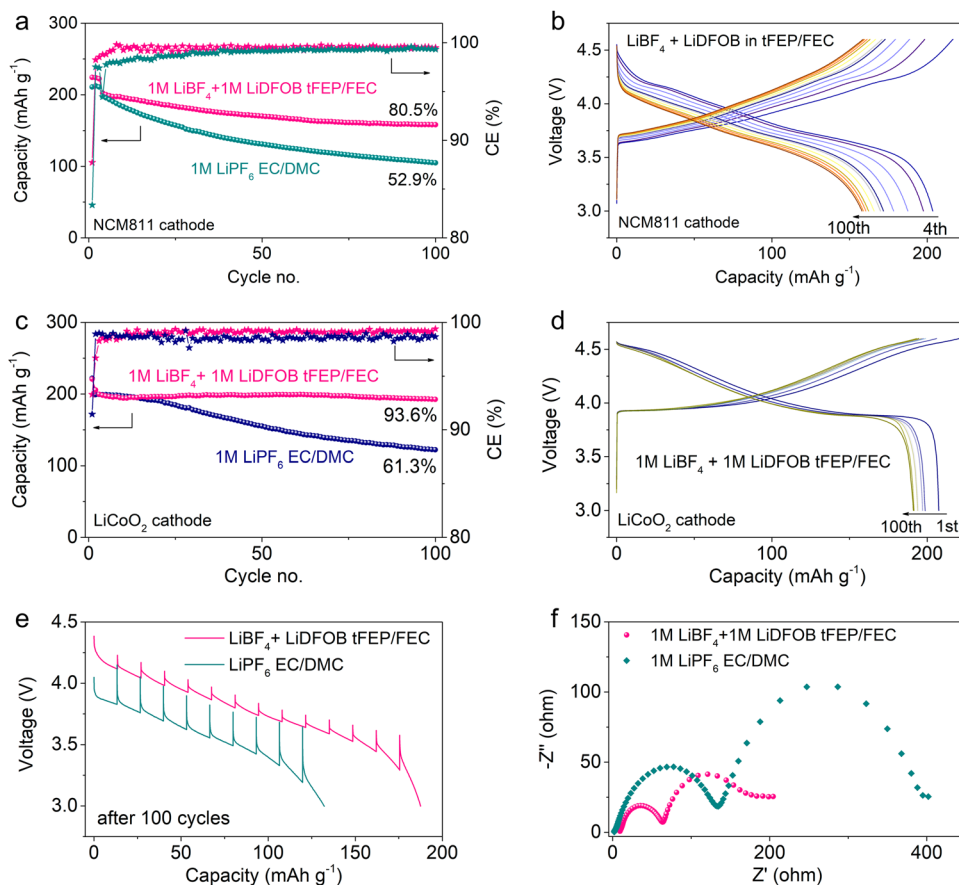 a
300
200
100
0
Capacity (mAh g⁻¹)
1M LiBF₄+1M LiDFOB tFEP/FEC
80.5%
1M LiPF₆ EC/DMC
52.9%
NCM811 cathode
100
90
80
CE (%)
0 50 100
Cycle no.
b
LiBF₄ + LiDFOB in tFEP/FEC
4.5
4.0
3.5
3.0
Voltage (V)
NCM811 cathode
100th 4th
0 100 200
Capacity (mAh g⁻¹)
c
300
200
100
0
Capacity (mAh g⁻¹)
1M LiBF₄+ 1M LiDFOB tFEP/FEC
93.6%
1M LiPF₆ EC/DMC
61.3%
LiCoO₂ cathode
100
90
80
CE (%)
0 50 100
Cycle no.
d
4.5
4.0
3.5
3.0
Voltage (V)
1M LiBF₄ + 1M LiDFOB tFEP/FEC
LiCoO₂ cathode
100th 1st
0 100 200
Capacity (mAh g⁻¹)
e
4.5
4.0
3.5
3.0
Voltage (V)
LiBF₄+ LiDFOB tFEP/FEC
LiPF₆ EC/DMC
after 100 cycles
0 50 100 150 200
Capacity (mAh g⁻¹)
f
150
100
50
0
-Z" (ohm)
1M LiBF₄+1M LiDFOB tFEP/FEC
1M LiPF₆ EC/DMC
0 200 400
Z' (ohm)